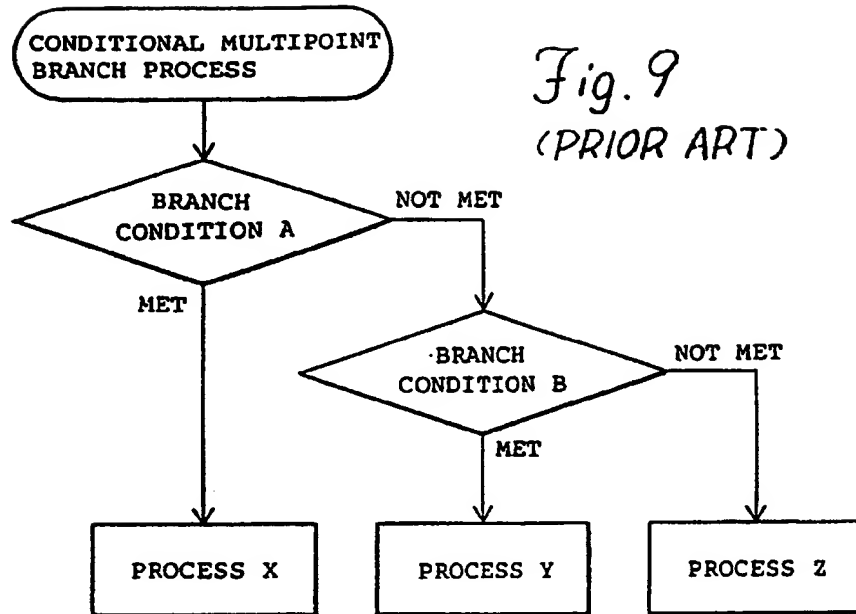 CONDITIONAL MULTIPOINT
BRANCH PROCESS
Fig. 9
(PRIOR ART)
BRANCH
CONDITION A
NOT MET
MET
BRANCH
CONDITION B
NOT MET
MET
PROCESS X
PROCESS Y
PROCESS Z